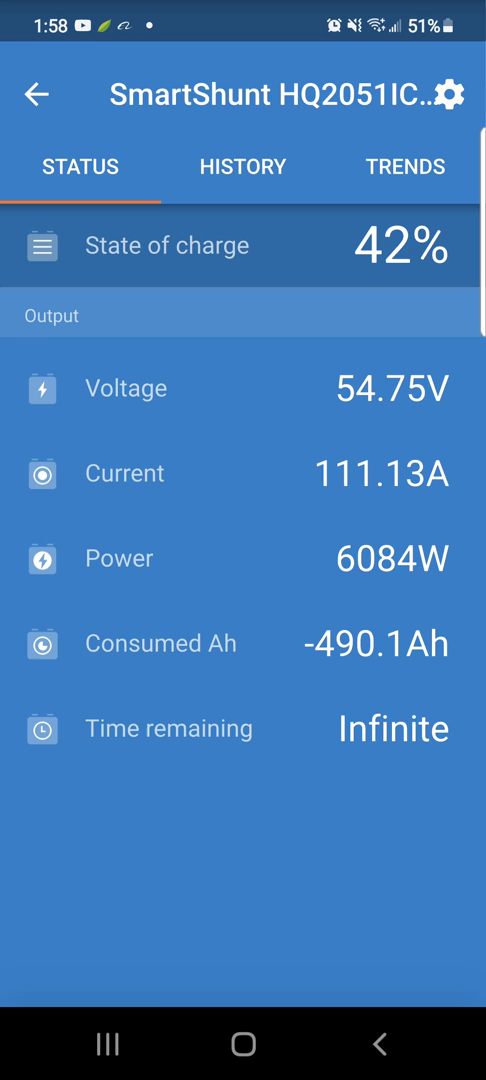 1:58 51%
SmartShunt HQ2051IC...
STATUS HISTORY TRENDS
State of charge 42%
Output
Voltage 54.75V
Current 111.13A
Power 6084W
Consumed Ah -490.1Ah
Time remaining Infinite